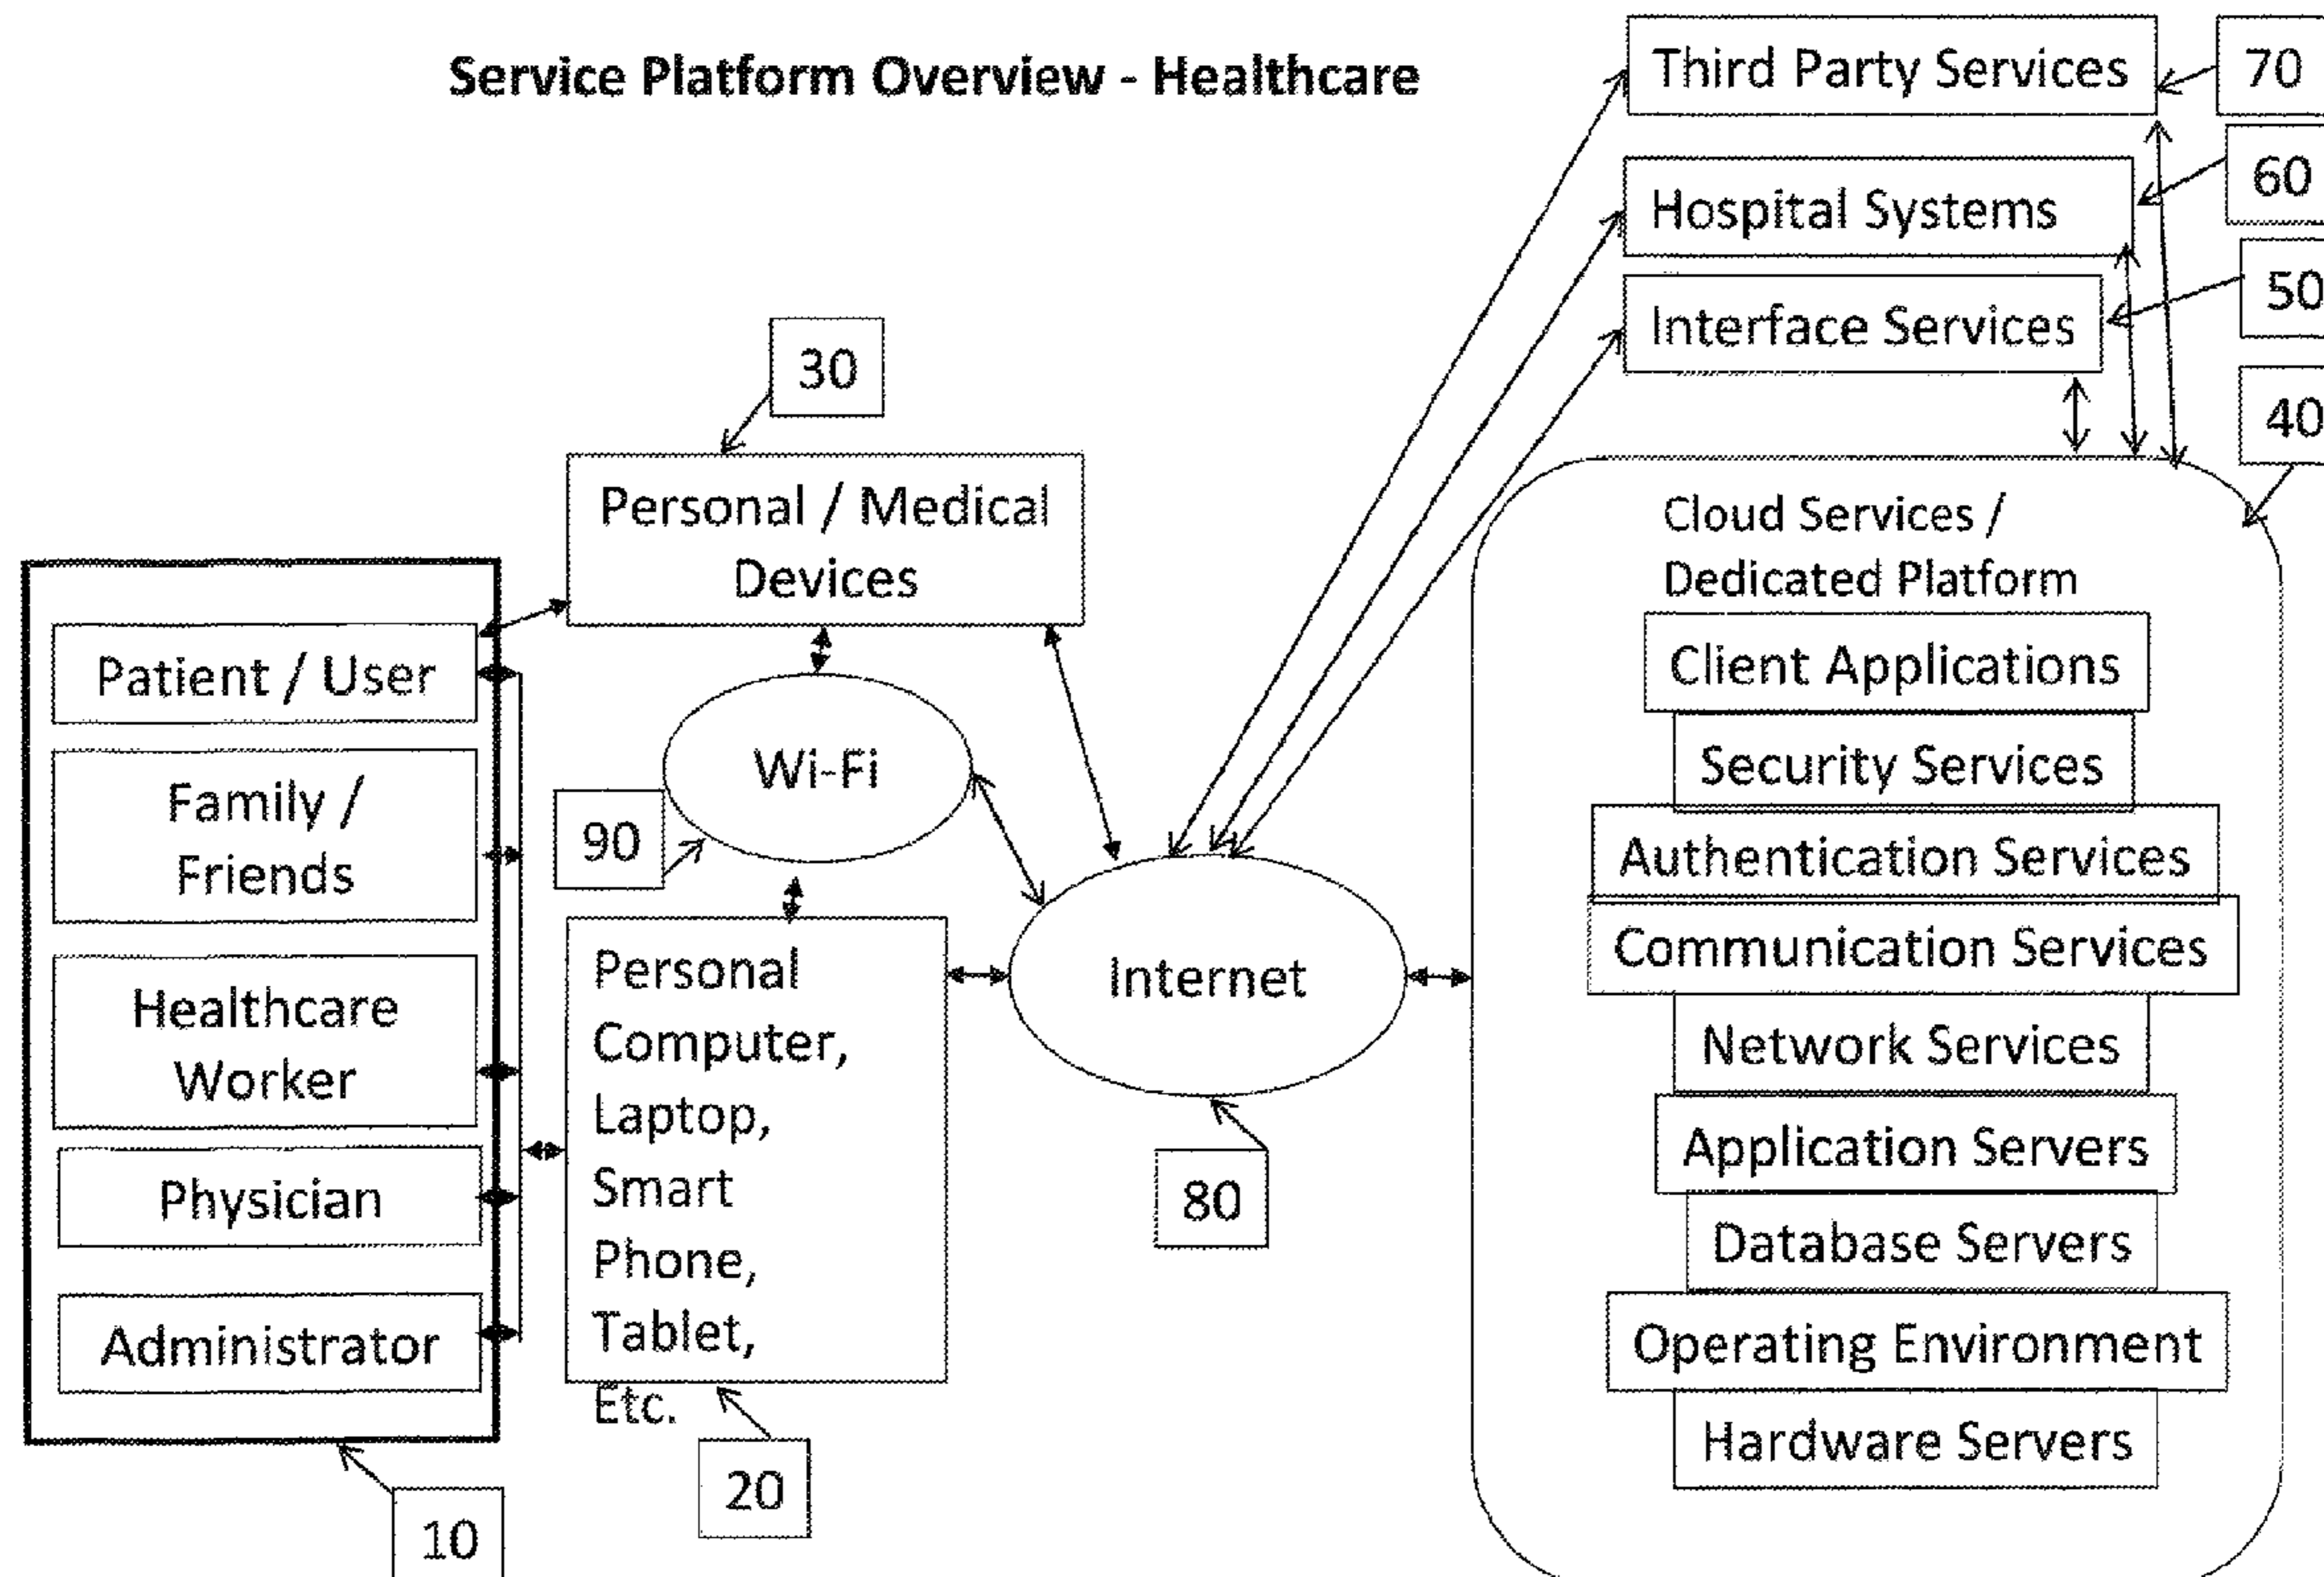 Service Platform Overview - Healthcare
Third Party Services
70
Hospital Systems
60
Interface Services
50
40
30
Personal / Medical
Devices
Patient / User
Family /
Friends
Healthcare
Worker
Physician
Administrator
10
Wi-Fi
90
Personal
Computer,
Laptop,
Smart
Phone,
Tablet,
Etc.
20
Internet
80
Cloud Services /
Dedicated Platform
Client Applications
Security Services
Authentication Services
Communication Services
Network Services
Application Servers
Database Servers
Operating Environment
Hardware Servers